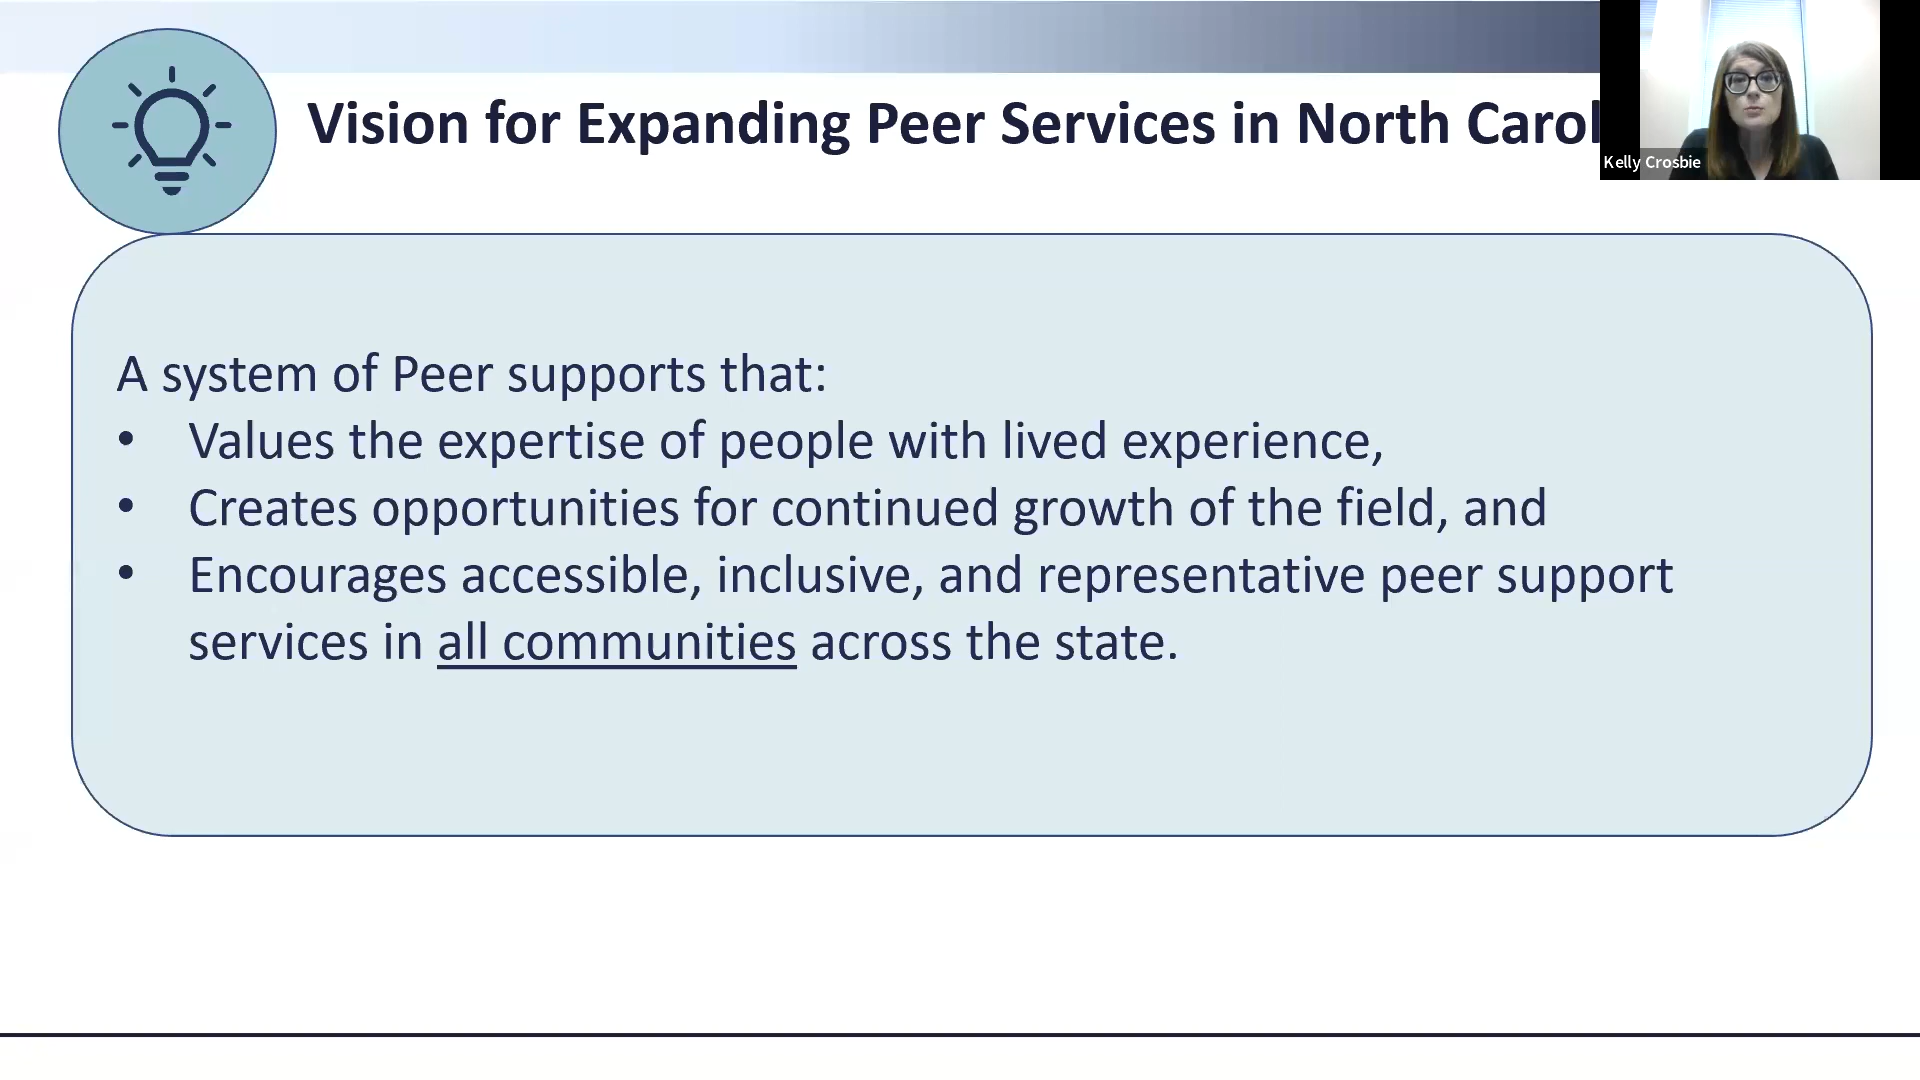 Vision for Expanding Peer Services in North Carol
Kelly Crosbie
A system of Peer supports that:
• Values the expertise of people with lived experience,
• Creates opportunities for continued growth of the field, and
• Encourages accessible, inclusive, and representative peer support
services in all communities across the state.